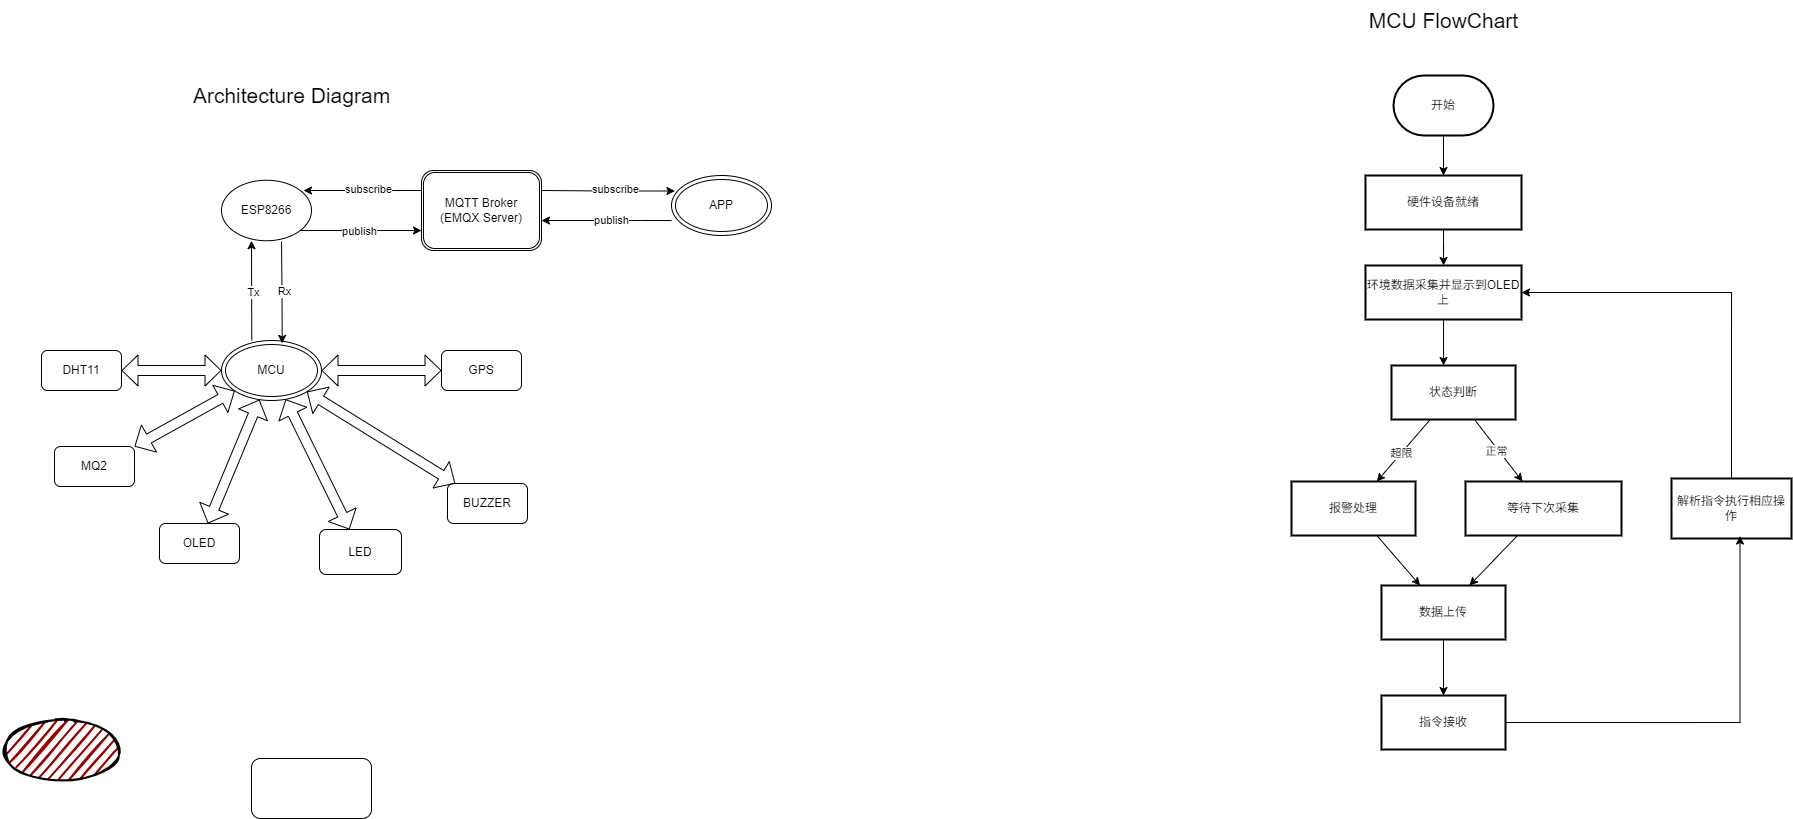 Architecture Diagram
ESP8266
subscribe
publish
MQTT Broker
(EMQX Server)
subscribe
publish
APP
Tx
Rx
DHT11
MCU
GPS
MQ2
OLED
LED
BUZZER
MCU FlowChart
开始
硬件设备就绪
环境数据采集并显示到OLED
上
状态判断
超限
正常
报警处理
等待下次采集
解析指令执行相应操
作
数据上传
指令接收